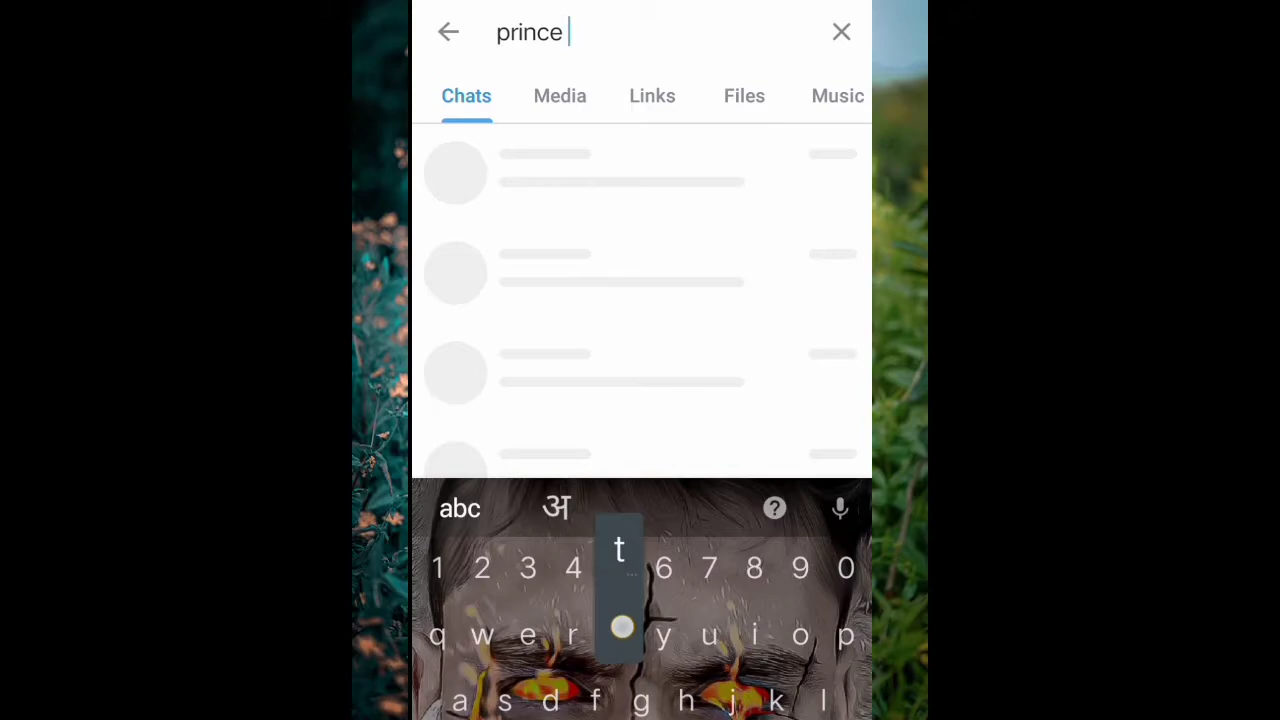 prince
Chats Media Links Files Music
abc अ ?
t
1 2 3 4 6 7 8 9 0
q w e r y u i o p
a s d f g h j k l